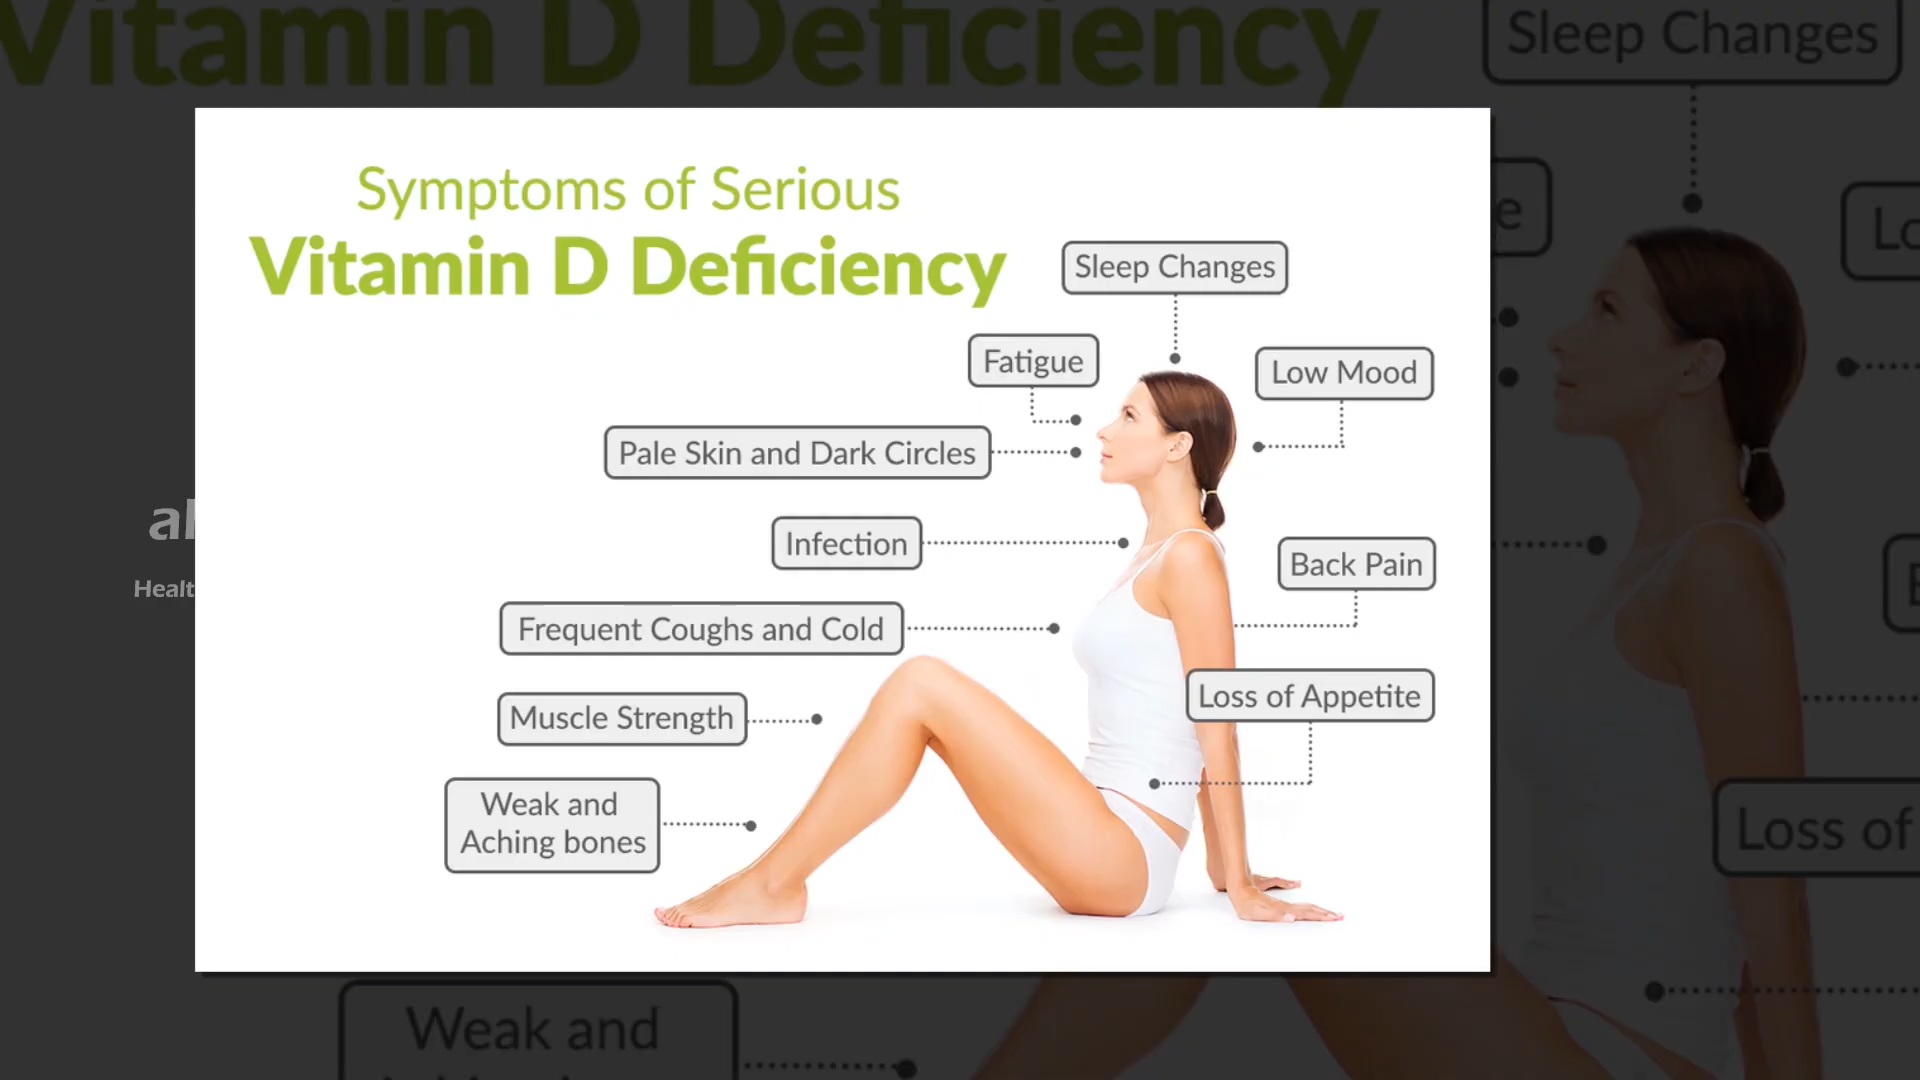 Vitamin D Deficiency
Sleep Changes
Symptoms of Serious
Vitamin D Deficiency
Sleep Changes
Fatigue
Low Mood
Pale Skin and Dark Circles
Infection
Back Pain
Frequent Coughs and Cold
Loss of Appetite
Muscle Strength
Weak and
Aching bones
Loss of
Weak and